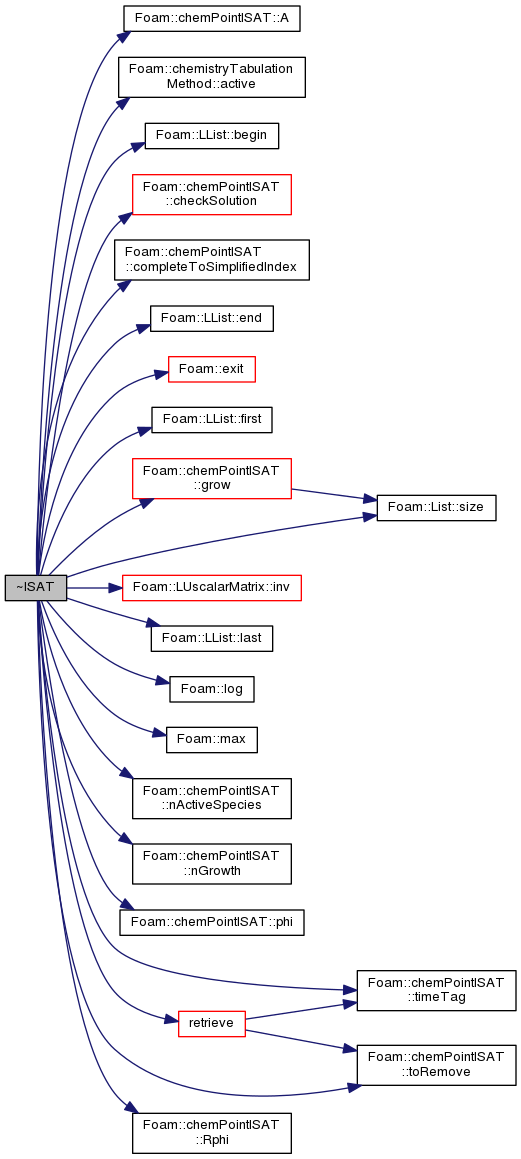 Foam::chemPointISAT::A
Foam::chemistryTabulation
Method::active
Foam::LList::begin
Foam::chemPointISAT
::checkSolution
Foam::chemPointISAT
::completeToSimplifiedIndex
Foam::LList::end
Foam::exit
Foam::LList::first
Foam::chemPointISAT
::grow
Foam::List::size
~ISAT
Foam::LUscalarMatrix::inv
Foam::LList::last
Foam::log
Foam::max
Foam::chemPointISAT
::nActiveSpecies
Foam::chemPointISAT
::nGrowth
Foam::chemPointISAT::phi
Foam::chemPointISAT
::timeTag
retrieve
Foam::chemPointISAT
::toRemove
Foam::chemPointISAT
::Rphi